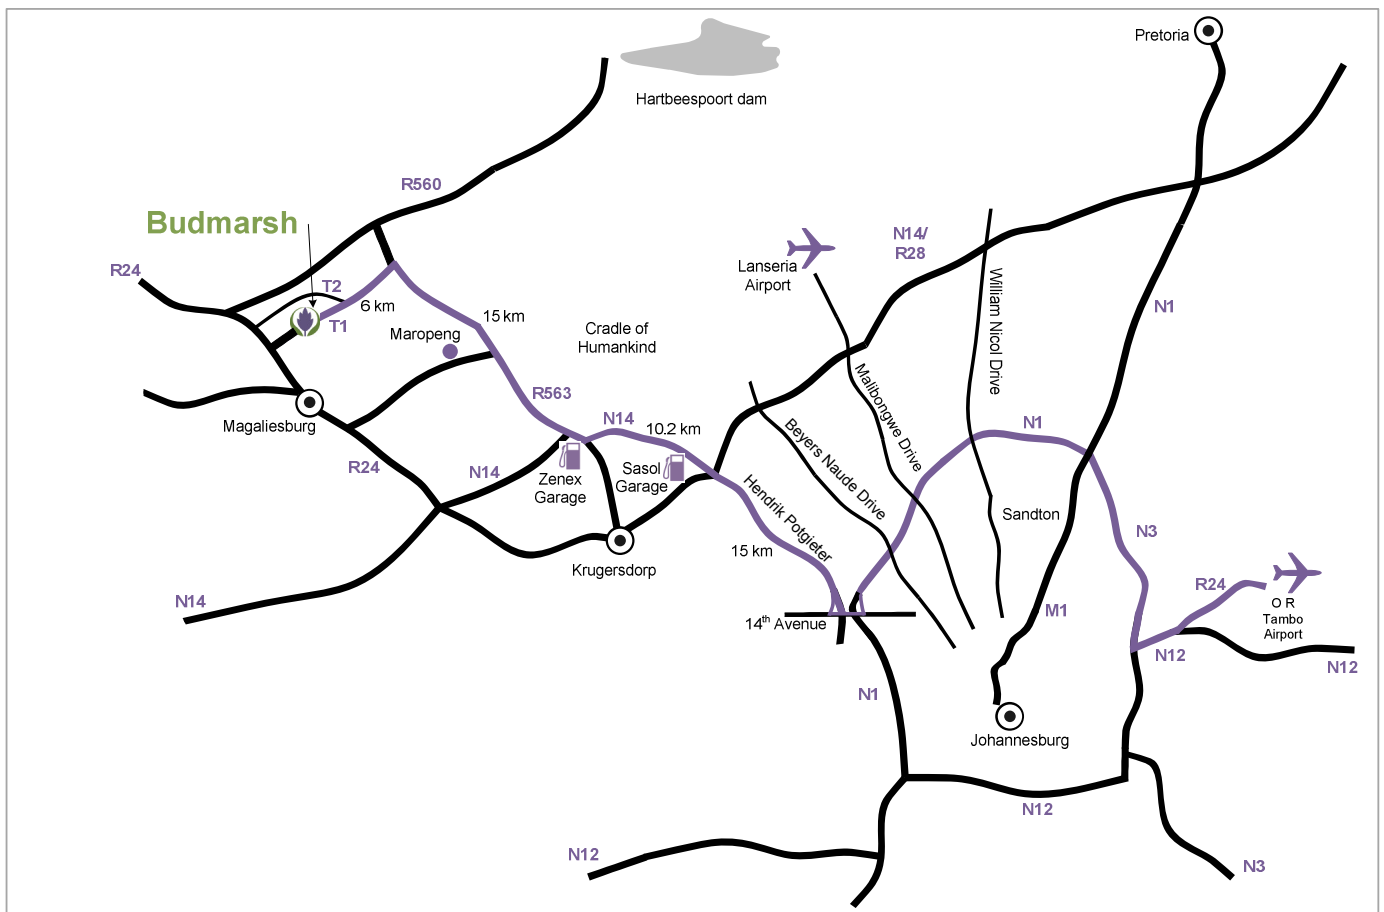 Pretoria
Hartbeespoort dam
R560
Budmarsh
N14/
R28
R24
Lanseria
Airport
T2
6 km
T1
15 km
N1
William Nicol Drive
Maropeng
Cradle of
Humankind
Malibongwe Drive
R563
N14
10.2 km
N1
Magaliesburg
Beyers Naude Drive
R24
N14
Zenex
Garage
Sasol
Garage
Hendrik Potgieter
Sandton
N3
15 km
Krugersdorp
R24
O R
Tambo
Airport
N14
14th Avenue
M1
N12
N12
N1
Johannesburg
N12
N12
N3